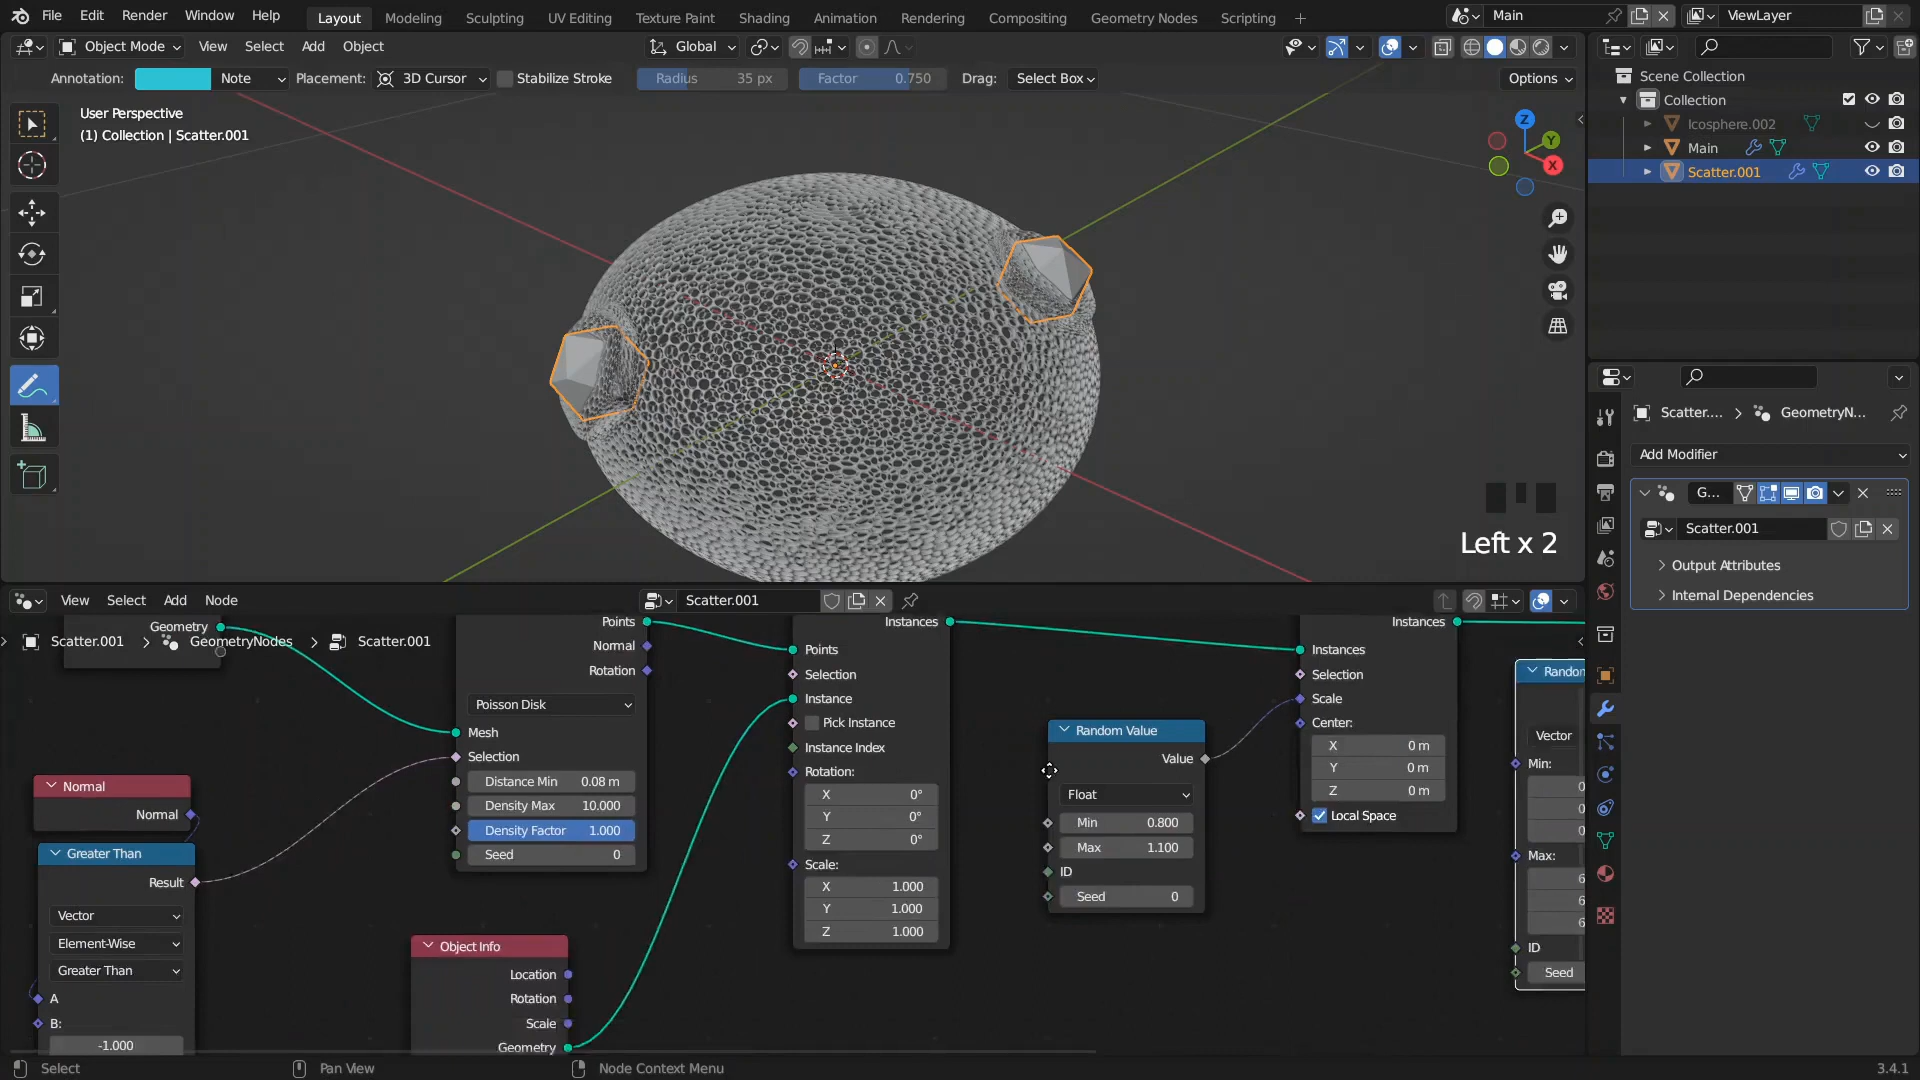 File Edit Render Window Help Layout Modeling Sculpting UV Editing Texture Paint Shading Animation Rendering Compositing Geometry Nodes Scripting Main ViewLayer
Object Mode View Select Add Object Global
Annotation: Note Placement: 3D Cursor Stabilize Stroke Radius 35 px Factor 0.750 Drag: Select Box Options
User Perspective
(1) Collection | Scatter.001
Z
Y
X
Left x 2
Scene Collection
Collection
Icosphere.002
Main
Scatter.001
Scatter.... GeometryN...
Add Modifier
G...
Scatter.001
Output Attributes
Internal Dependencies
View Select Add Node Scatter.001
Scatter.001 GeometryNodes Scatter.001
Geometry
Normal
Normal
Greater Than
Result
Vector
Element-Wise
Greater Than
A
B:
-1.000
Points
Normal
Rotation
Poisson Disk
Mesh
Selection
Distance Min 0.08 m
Density Max 10.000
Density Factor 1.000
Seed 0
Object Info
Location
Rotation
Scale
Geometry
Instances
Points
Selection
Instance
Pick Instance
Instance Index
Rotation:
X 0°
Y 0°
Z 0°
Scale:
X 1.000
Y 1.000
Z 1.000
Random Value
Value
Float
Min 0.800
Max 1.100
ID
Seed 0
Instances
Instances
Selection
Scale
Center:
X 0 m
Y 0 m
Z 0 m
Local Space
Vector
Min:
Max:
ID
Seed
Select Pan View Node Context Menu 3.4.1